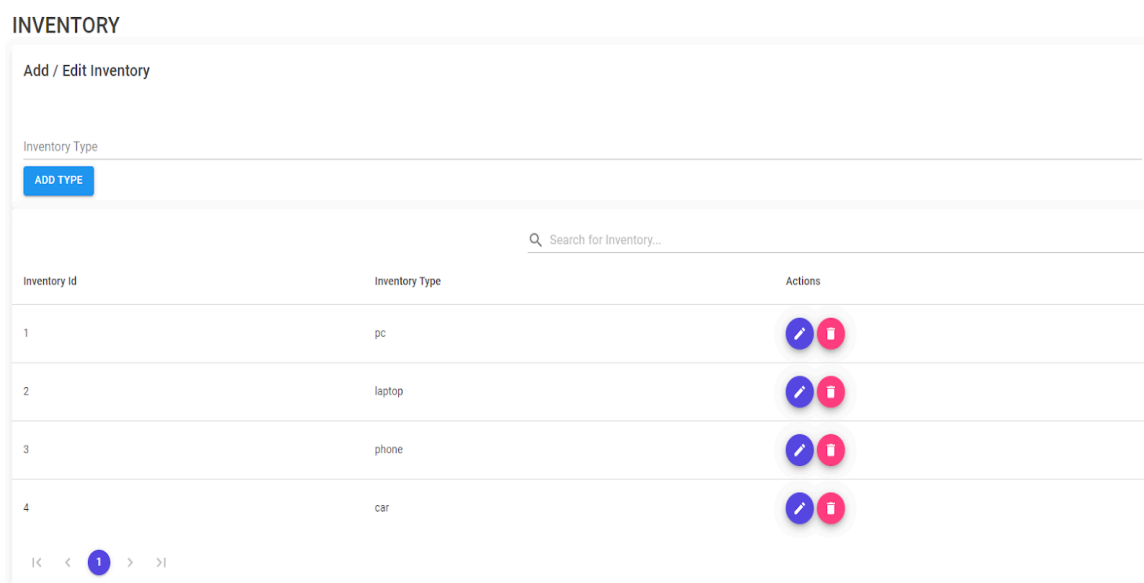 INVENTORY
Add / Edit Inventory
Inventory Type
ADD TYPE
Search for Inventory...
Inventory Id Inventory Type Actions
1 pc
2 laptop
3 phone
4 car
1